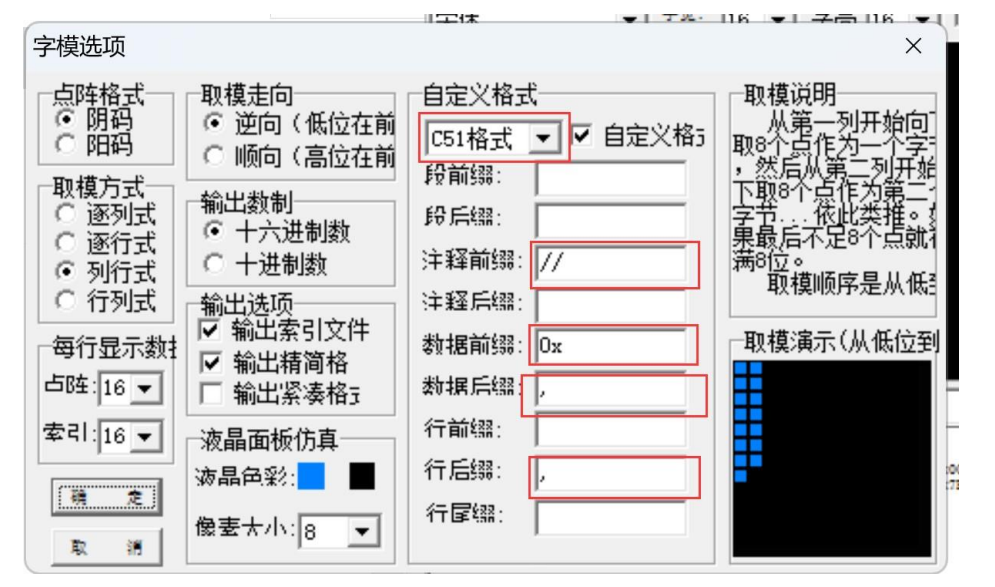 字模选项
点阵格式
阴码
阳码
取模方式
逐列式
逐行式
列行式
行列式
每行显示数
点阵:16
索引:16
确 定
取 消
取模走向
逆向(低位在前
顺向(高位在前
输出数制
十六进制数
十进制数
输出选项
输出索引文件
输出精简格
输出紧凑格
液晶面板仿真
液晶色彩:
像素大小:8
自定义格式
C51格式
自定义格
段前缀:
段后缀:
注释前缀: //
注释后缀:
数据前缀: 0x
数据后缀: ,
行前缀:
行后缀: ,
行尾缀:
取模说明
从第一列开始向
取8个点作为一个字
,然后从第二列开始
下取8个点作为第二
字节...依此类推。
果最后不足8个点就
满8位。
取模顺序是从低
取模演示(从低位到